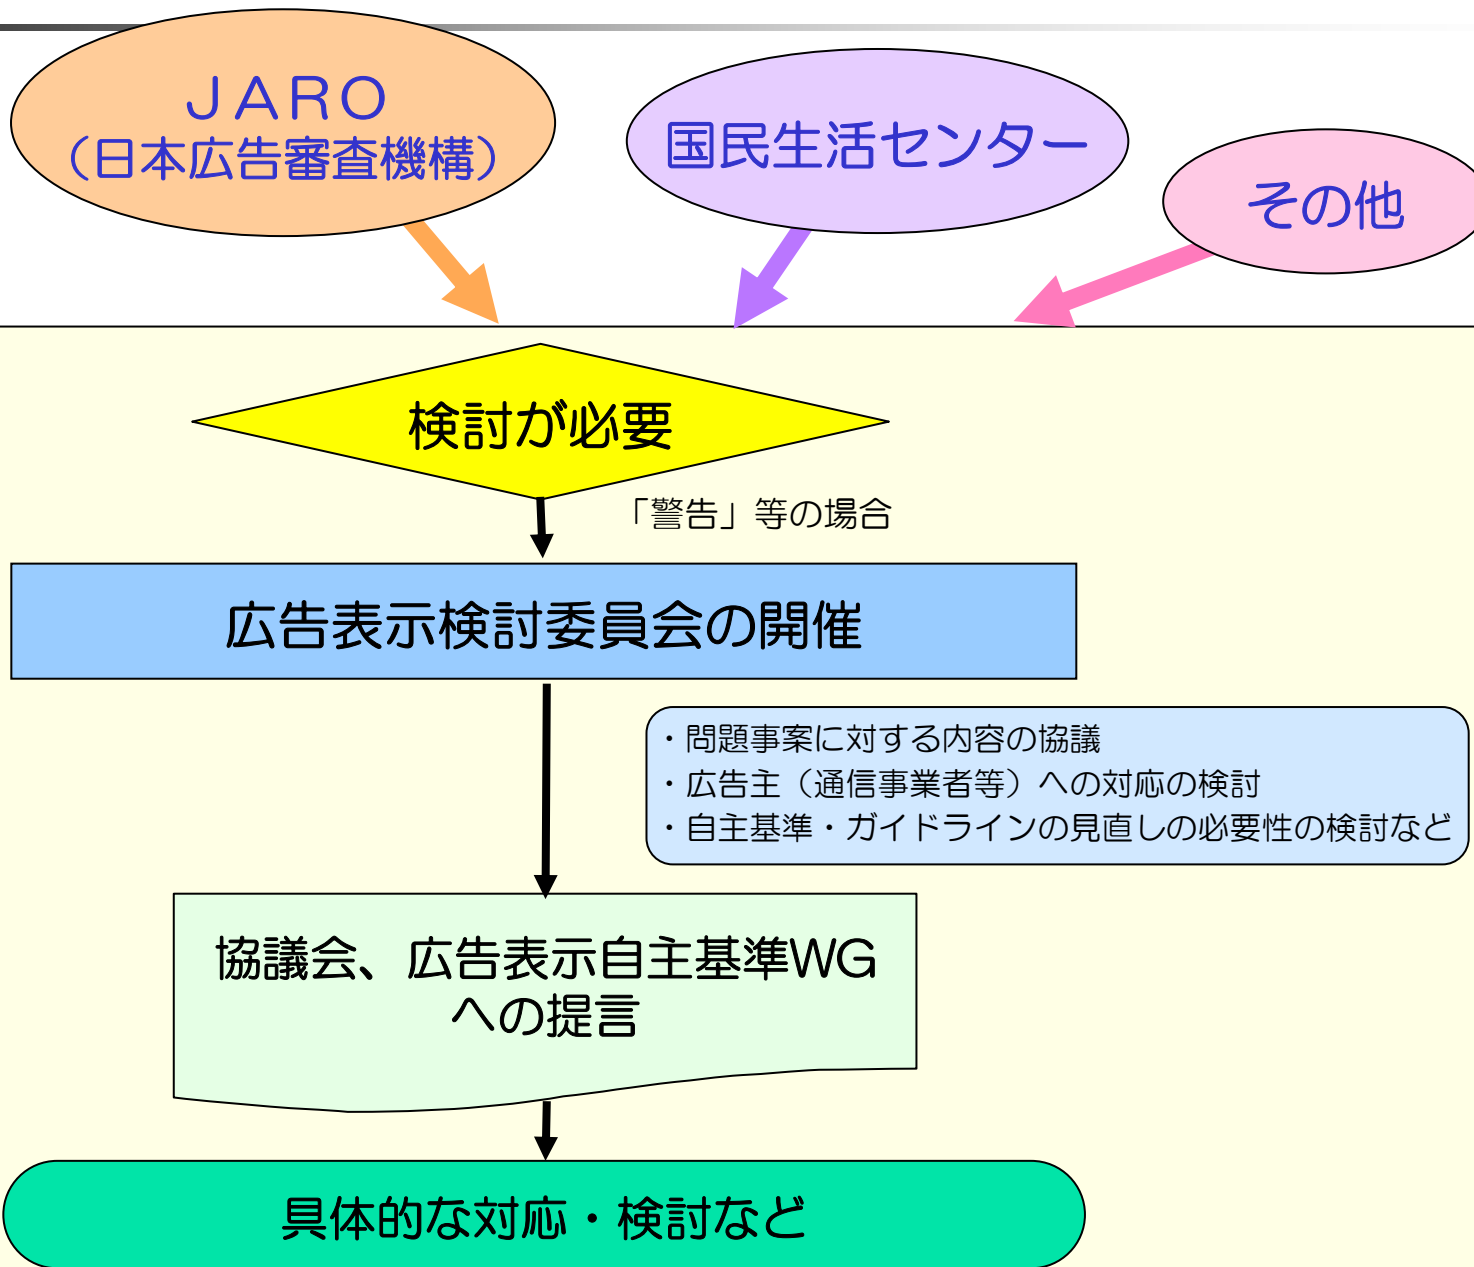 ＪＡＲＯ
（日本広告審査機構）
国民生活センター
その他
検討が必要
「警告」等の場合
広告表示検討委員会の開催
・問題事案に対する内容の協議
・広告主（通信事業者等）への対応の検討
・自主基準・ガイドラインの見直しの必要性の検討など
協議会、広告表示自主基準WG
への提言
具体的な対応・検討など